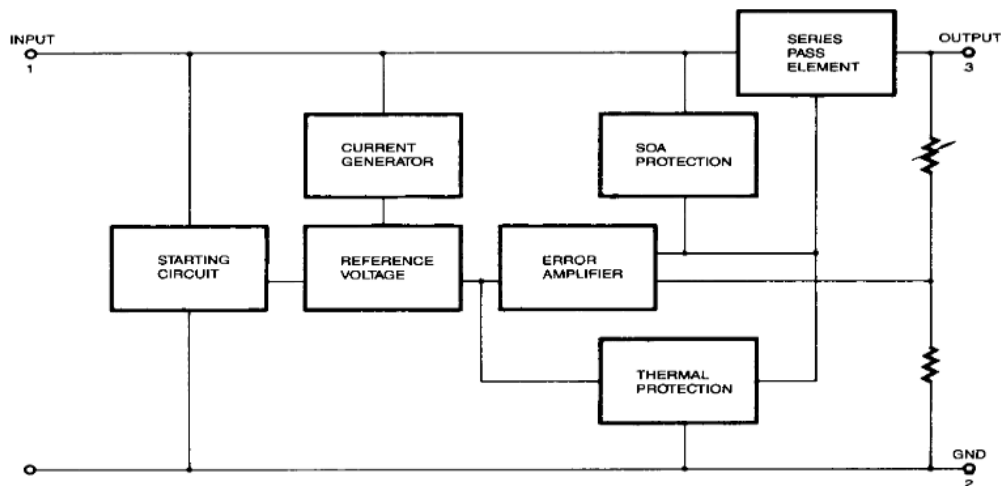 INPUT
1
SERIES
PASS
ELEMENT
OUTPUT
3
CURRENT
GENERATOR
SOA
PROTECTION
STARTING
CIRCUIT
REFERENCE
VOLTAGE
ERROR
AMPLIFIER
THERMAL
PROTECTION
GND
2